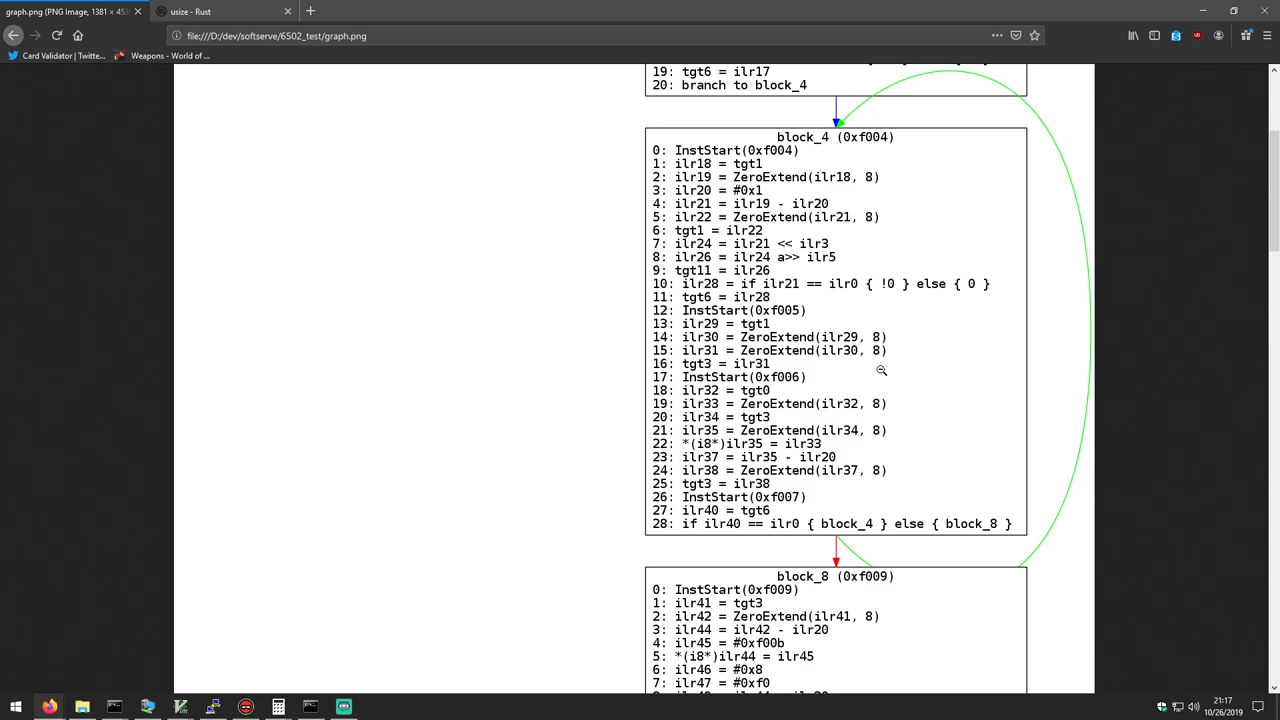 graph.png (PNG Image, 1381 × 453
usize - Rust
file:///D:/dev/softserve/6502_test/graph.png
Card Validator | Twitte...
Weapons - World of ...
19: tgt6 = ilr17
20: branch to block_4
block_4 (0xf004)
0: InstStart(0xf004)
1: ilr18 = tgt1
2: ilr19 = ZeroExtend(ilr18, 8)
3: ilr20 = #0x1
4: ilr21 = ilr19 - ilr20
5: ilr22 = ZeroExtend(ilr21, 8)
6: tgt1 = ilr22
7: ilr24 = ilr21 << ilr3
8: ilr26 = ilr24 a>> ilr5
9: tgt11 = ilr26
10: ilr28 = if ilr21 == ilr0 { !0 } else { 0 }
11: tgt6 = ilr28
12: InstStart(0xf005)
13: ilr29 = tgt1
14: ilr30 = ZeroExtend(ilr29, 8)
15: ilr31 = ZeroExtend(ilr30, 8)
16: tgt3 = ilr31
17: InstStart(0xf006)
18: ilr32 = tgt0
19: ilr33 = ZeroExtend(ilr32, 8)
20: ilr34 = tgt3
21: ilr35 = ZeroExtend(ilr34, 8)
22: *(i8*)ilr35 = ilr33
23: ilr37 = ilr35 - ilr20
24: ilr38 = ZeroExtend(ilr37, 8)
25: tgt3 = ilr38
26: InstStart(0xf007)
27: ilr40 = tgt6
28: if ilr40 == ilr0 { block_4 } else { block_8 }
block_8 (0xf009)
0: InstStart(0xf009)
1: ilr41 = tgt3
2: ilr42 = ZeroExtend(ilr41, 8)
3: ilr44 = ilr42 - ilr20
4: ilr45 = #0xf00b
5: *(i8*)ilr44 = ilr45
6: ilr46 = #0x8
7: ilr47 = #0xf0
21:17
10/26/2019